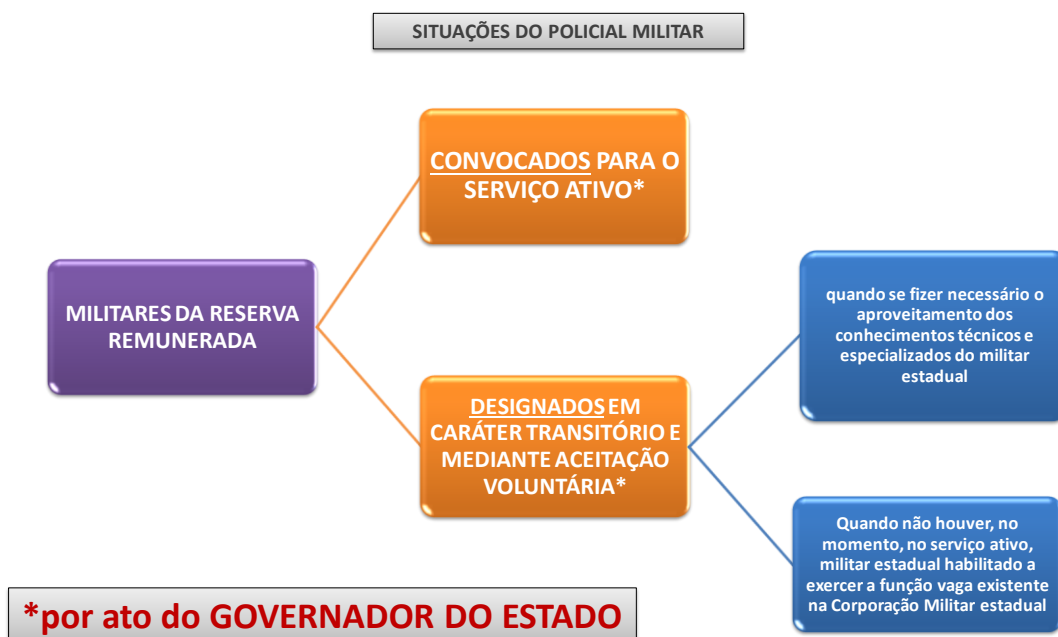 SITUAÇÕES DO POLICIAL MILITAR
CONVOCADOS PARA O
SERVIÇO ATIVO*
MILITARES DA RESERVA
REMUNERADA
DESIGNADOS EM
CARÁTER TRANSITÓRIO E
MEDIANTE ACEITAÇÃO
VOLUNTÁRIA*
quando se fizer necessário o
aproveitamento dos
conhecimentos técnicos e
especializados do militar
estadual
Quando não houver, no
momento, no serviço ativo,
militar estadual habilitado a
exercer a função vaga existente
na Corporação Militar estadual
*por ato do GOVERNADOR DO ESTADO